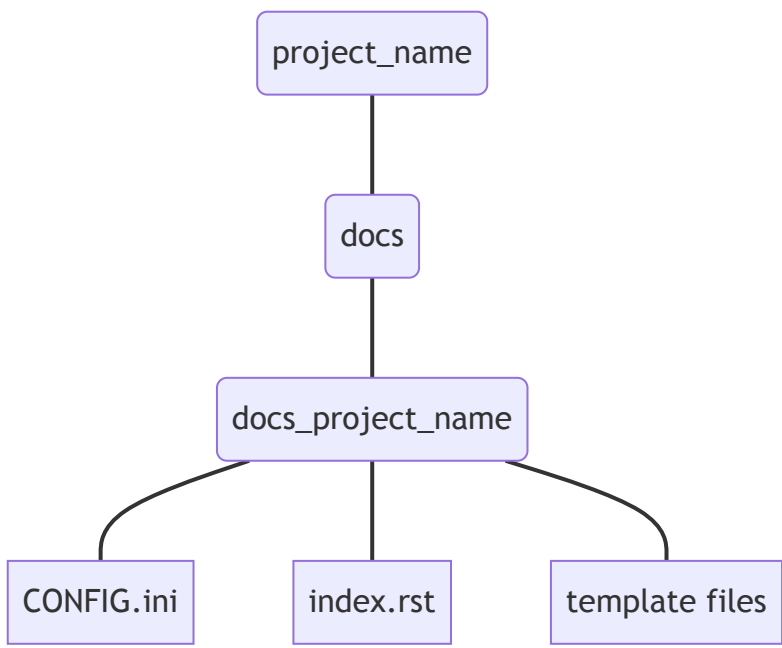 project_name
docs
docs_project_name
CONFIG.ini
index.rst
template files